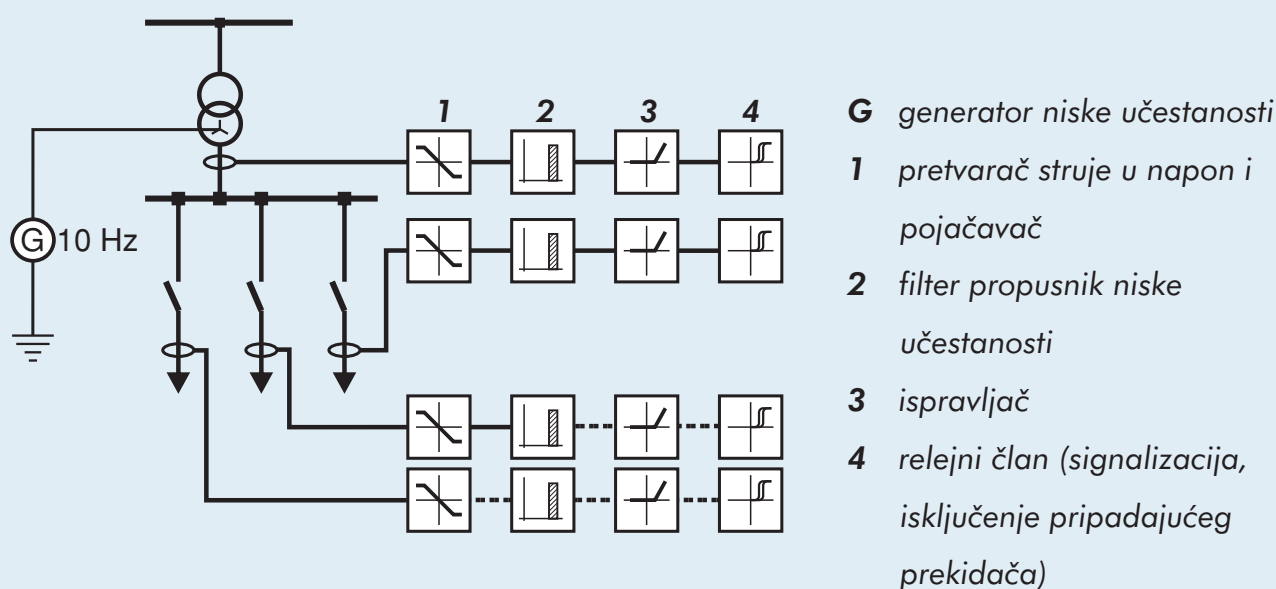 1 2 3 4
G 10 Hz
G generator niske učestanosti
1 pretvarač struje u napon i
pojačavač
2 filter propusnik niske
učestanosti
3 ispravljač
4 relejni član (signalizacija,
isključenje pripadajućeg
prekidača)